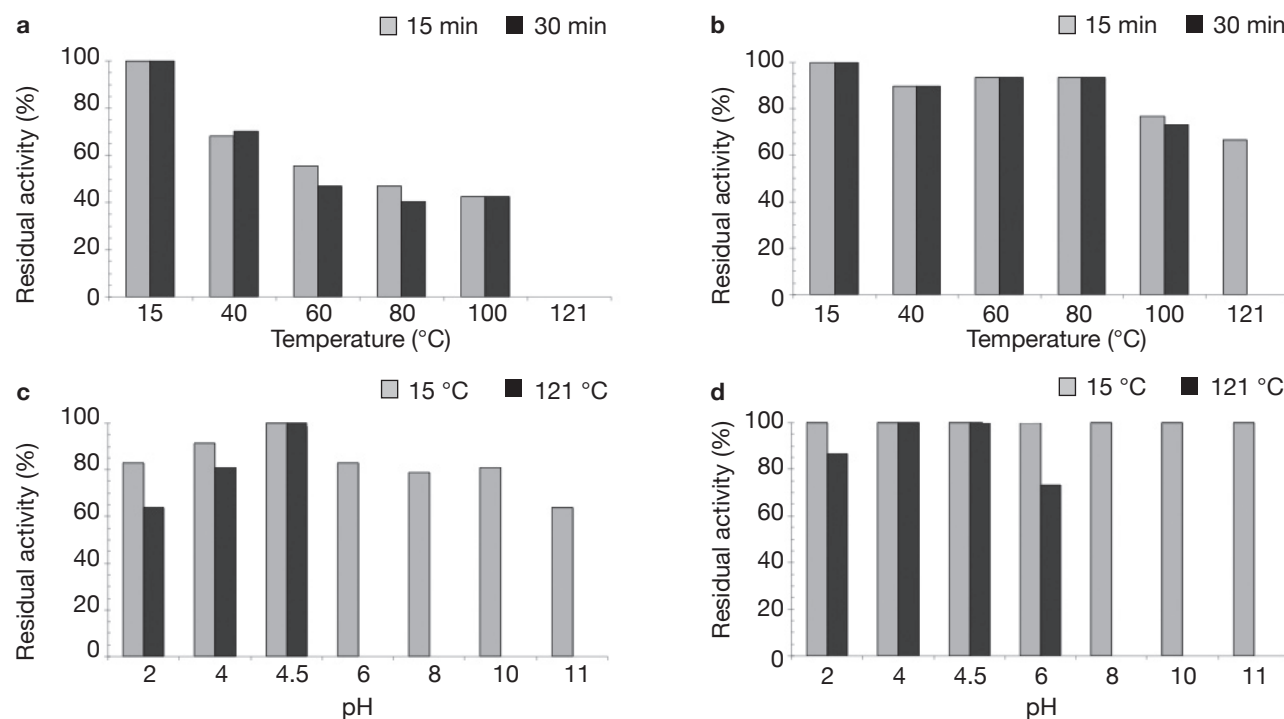 a
15 min 30 min
Residual activity (%)
100
80
60
40
20
0
15 40 60 80 100 121
Temperature (°C)
b
15 min 30 min
Residual activity (%)
100
80
60
40
20
0
15 40 60 80 100 121
Temperature (°C)
c
15 °C 121 °C
Residual activity (%)
100
80
60
40
20
0
2 4 4.5 6 8 10 11
pH
d
15 °C 121 °C
Residual activity (%)
100
80
60
40
20
0
2 4 4.5 6 8 10 11
pH